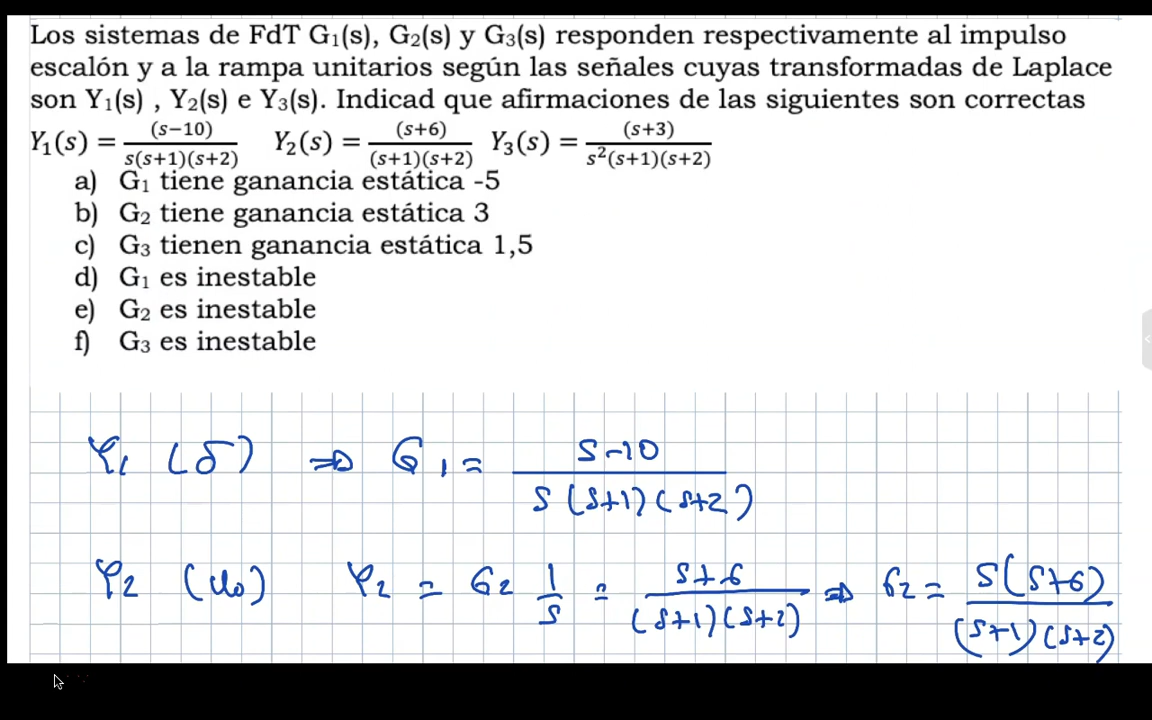 Los sistemas de FdT G₁(s), G₂(s) y G₃(s) responden respectivamente al impulso
escalón y a la rampa unitarios según las señales cuyas transformadas de Laplace
son Y₁(s) , Y₂(s) e Y₃(s). Indicad que afirmaciones de las siguientes son correctas
Y₁(s) = (s−10)/(s(s+1)(s+2)) Y₂(s) = (s+6)/((s+1)(s+2)) Y₃(s) = (s+3)/(s²(s+1)(s+2))
a) G₁ tiene ganancia estática -5
b) G₂ tiene ganancia estática 3
c) G₃ tienen ganancia estática 1,5
d) G₁ es inestable
e) G₂ es inestable
f) G₃ es inestable
Y₁ (δ) ⇒ G₁ = (s-10)/(s(s+1)(s+2))
Y₂ (u₀) Y₂ = G₂ 1/s = (s+6)/((s+1)(s+2)) ⇒ G₂ = s(s+6)/((s+1)(s+2))